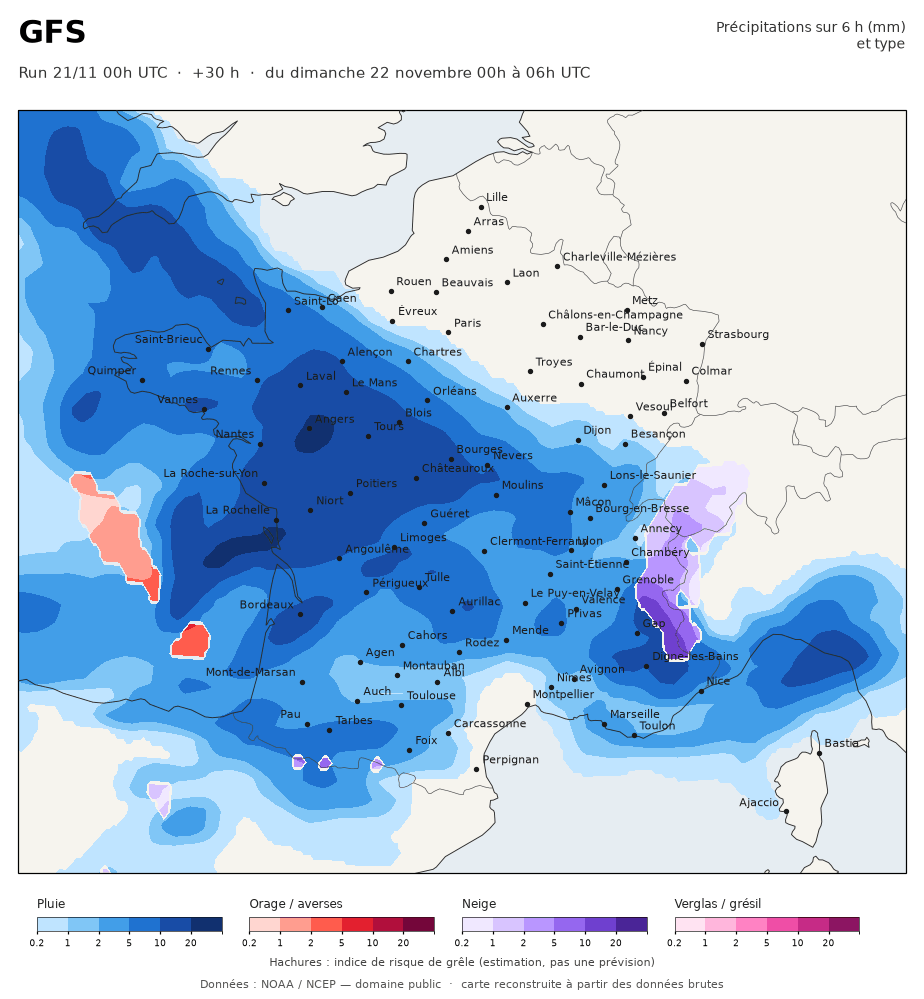 GFS
Précipitations sur 6 h (mm)
et type
Run 21/11 00h UTC · +30 h · du dimanche 22 novembre 00h à 06h UTC
Lille
Arras
Amiens
Charleville-Mézières
Laon
Rouen
Beauvais
Saint-Lô
Caen
Metz
Évreux
Châlons-en-Champagne
Paris
Bar-le-Duc
Nancy
Strasbourg
Saint-Brieuc
Alençon
Chartres
Troyes
Épinal
Quimper
Rennes
Laval
Le Mans
Chaumont
Colmar
Orléans
Vannes
Blois
Auxerre
Vesoul
Belfort
Angers
Tours
Nantes
Dijon
Besançon
Bourges
Nevers
La Roche-sur-Yon
Châteauroux
Lons-le-Saunier
Poitiers
Moulins
Niort
La Rochelle
Mâcon
Bourg-en-Bresse
Guéret
Annecy
Limoges
Clermont-Ferrand
Lyon
Angoulême
Chambéry
Saint-Étienne
Périgueux
Tulle
Grenoble
Bordeaux
Aurillac
Le Puy-en-Velay
Valence
Privas
Cahors
Rodez
Mende
Gap
Agen
Digne-les-Bains
Mont-de-Marsan
Montauban
Albi
Nîmes
Avignon
Auch
Toulouse
Montpellier
Nice
Pau
Tarbes
Carcassonne
Marseille
Toulon
Foix
Bastia
Perpignan
Ajaccio
Pluie
0.2 1 2 5 10 20
Orage / averses
0.2 1 2 5 10 20
Neige
0.2 1 2 5 10 20
Verglas / grésil
0.2 1 2 5 10 20
Hachures : indice de risque de grêle (estimation, pas une prévision)
Données : NOAA / NCEP — domaine public · carte reconstruite à partir des données brutes